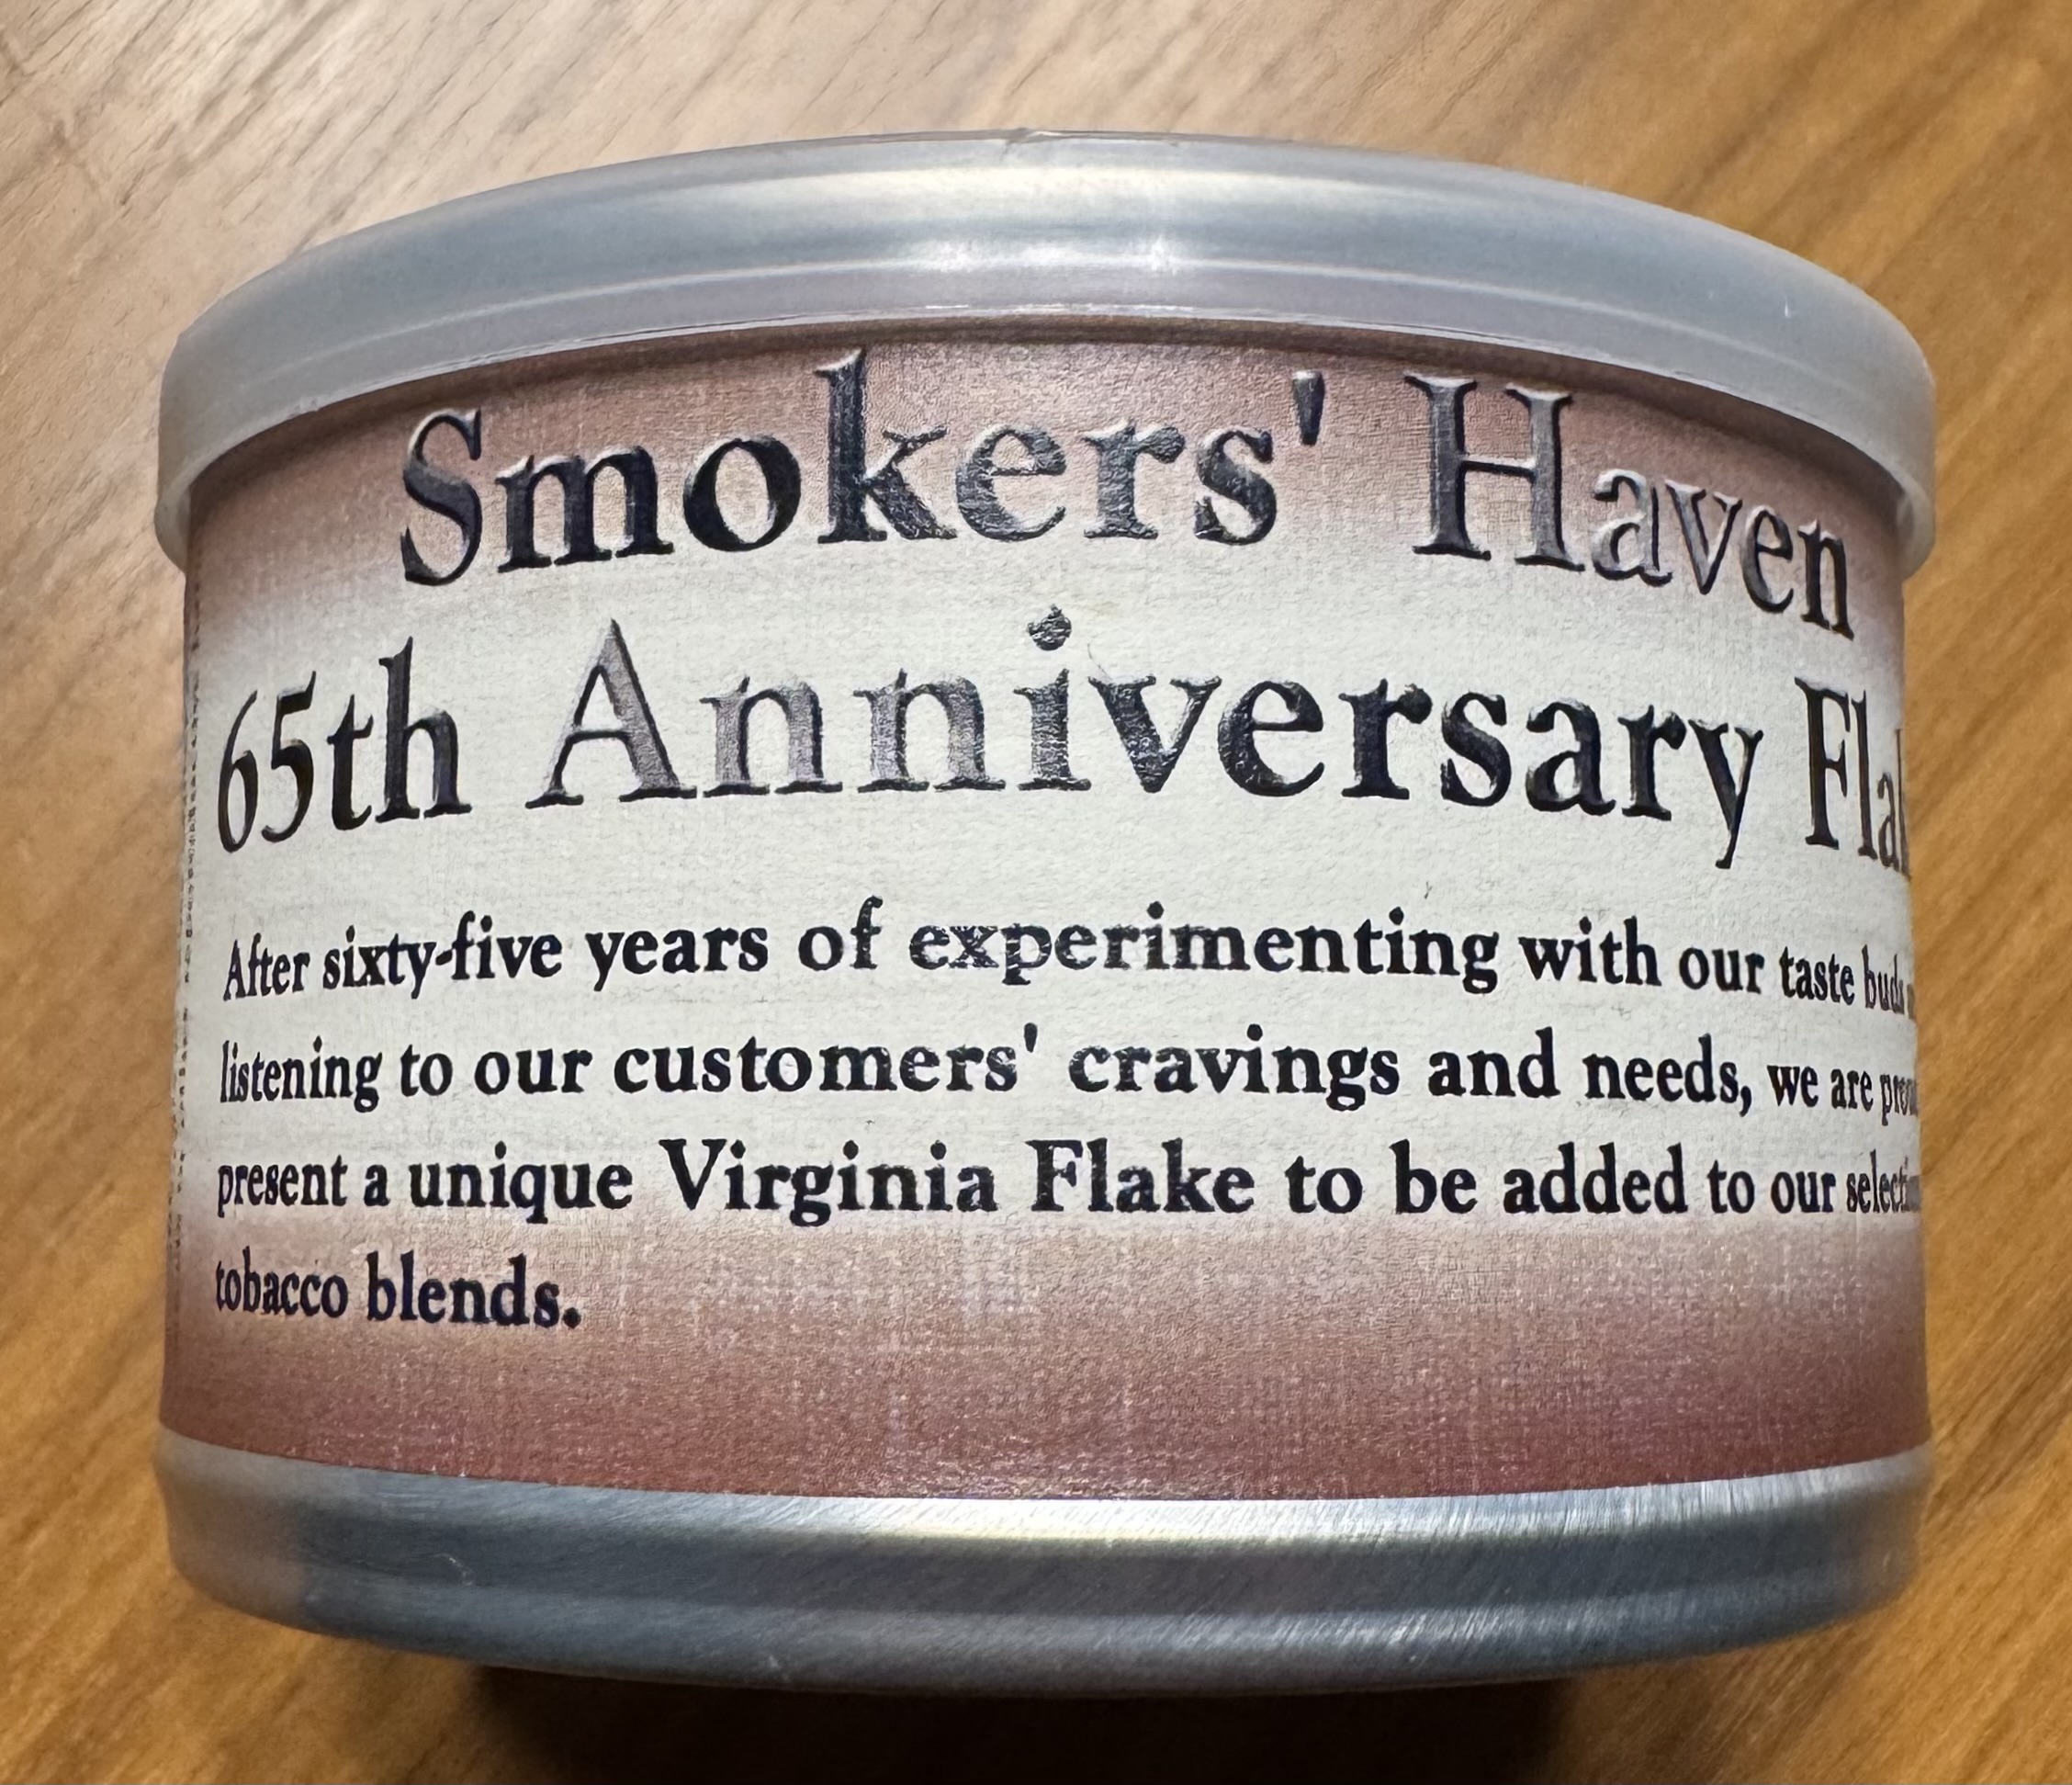 Smokers' Haven
65th Anniversary
After sixty-five years of experimenting with our taste buds
listening to our customers' cravings and needs, we are
present a unique Virginia Flake to be added to our
tobacco blends.